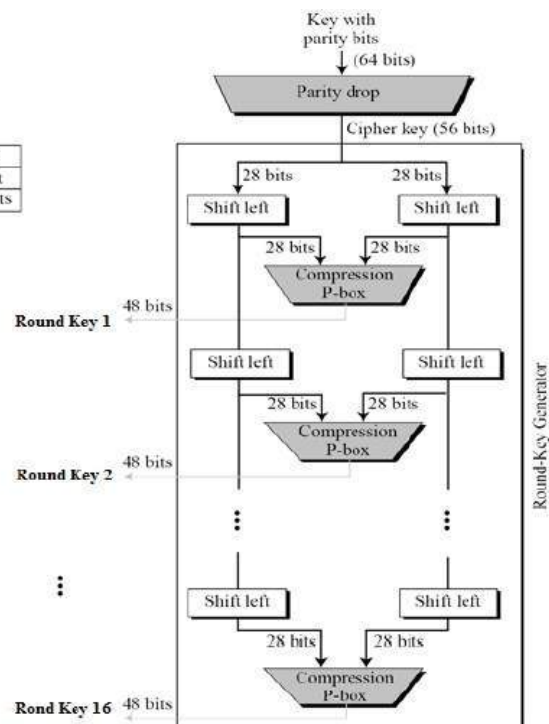 Key with
parity bits
(64 bits)
Parity drop
Cipher key (56 bits)
28 bits
28 bits
Shift left
Shift left
28 bits
28 bits
Compression
P-box
48 bits
Round Key 1
Shift left
Shift left
28 bits
28 bits
Compression
P-box
48 bits
Round Key 2
Round-Key Generator
Shift left
Shift left
28 bits
28 bits
Compression
P-box
48 bits
Rond Key 16